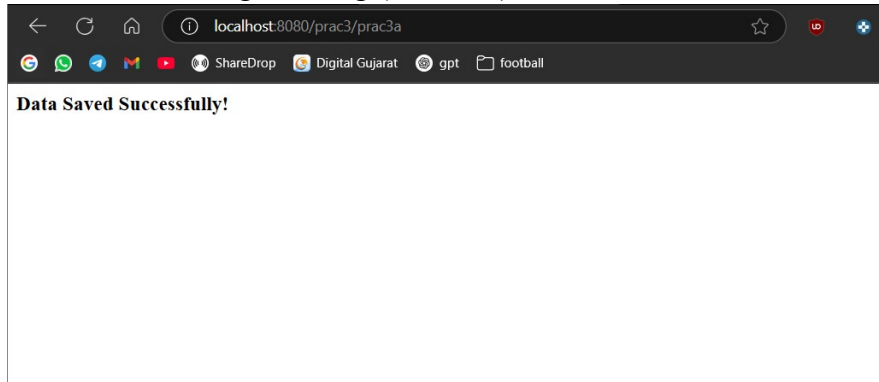 localhost:8080/prac3/prac3a
ShareDrop Digital Gujarat gpt football
Data Saved Successfully!